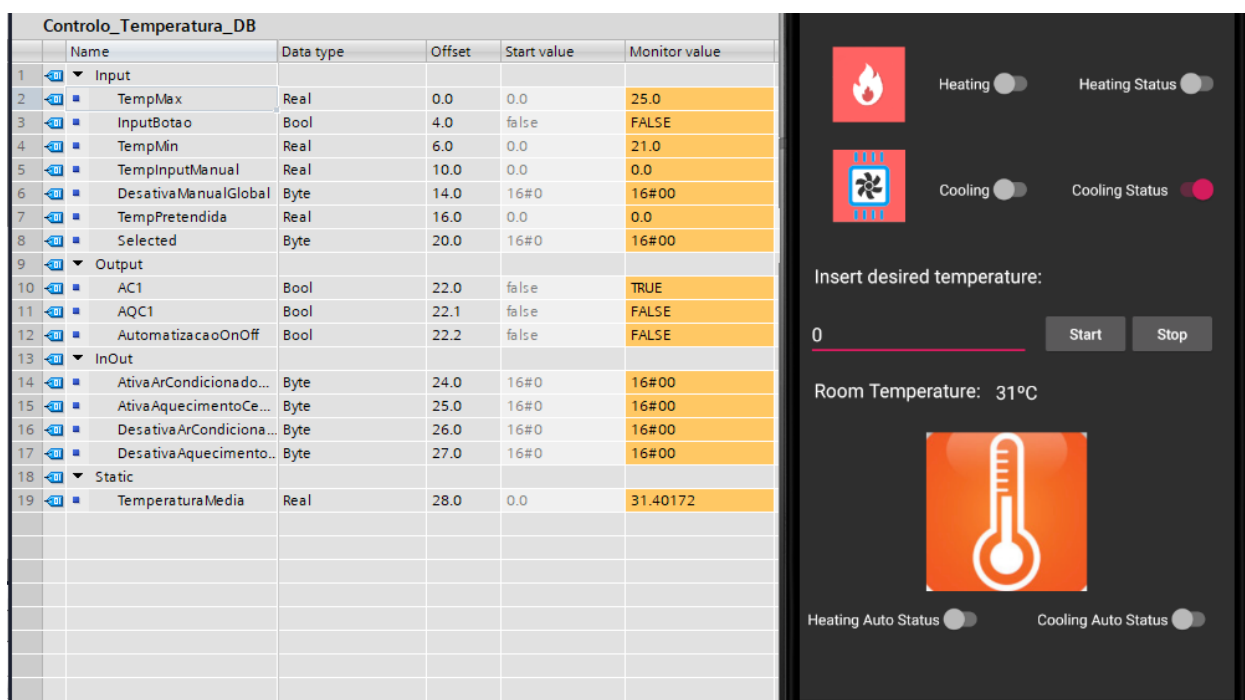 Controlo_Temperatura_DB
Name Data type Offset Start value Monitor value
1 Input
2 TempMax Real 0.0 0.0 25.0
3 InputBotao Bool 4.0 false FALSE
4 TempMin Real 6.0 0.0 21.0
5 TempInputManual Real 10.0 0.0 0.0
6 DesativaManualGlobal Byte 14.0 16#0 16#00
7 TempPretendida Real 16.0 0.0 0.0
8 Selected Byte 20.0 16#0 16#00
9 Output
10 AC1 Bool 22.0 false TRUE
11 AQC1 Bool 22.1 false FALSE
12 AutomatizacaoOnOff Bool 22.2 false FALSE
13 InOut
14 AtivaArCondicionado... Byte 24.0 16#0 16#00
15 AtivaAquecimentoCe... Byte 25.0 16#0 16#00
16 DesativaArCondiciona... Byte 26.0 16#0 16#00
17 DesativaAquecimento.. Byte 27.0 16#0 16#00
18 Static
19 TemperaturaMedia Real 28.0 0.0 31.40172
Heating Heating Status
Cooling Cooling Status
Insert desired temperature:
0 Start Stop
Room Temperature: 31ºC
Heating Auto Status Cooling Auto Status